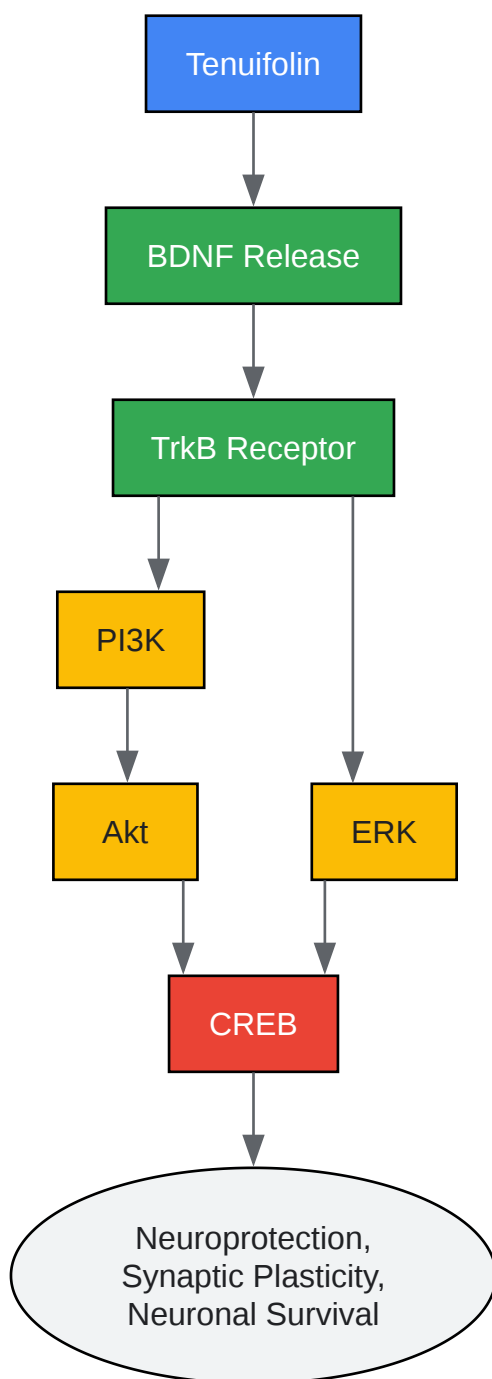 Tenuifolin
BDNF Release
TrkB Receptor
PI3K
Akt
ERK
CREB
Neuroprotection,
Synaptic Plasticity,
Neuronal Survival